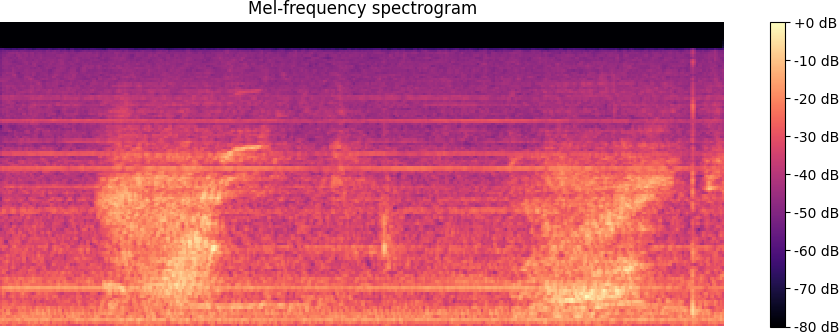 Mel-frequency spectrogram
+0 dB
-10 dB
-20 dB
-30 dB
-40 dB
-50 dB
-60 dB
-70 dB
-80 dB